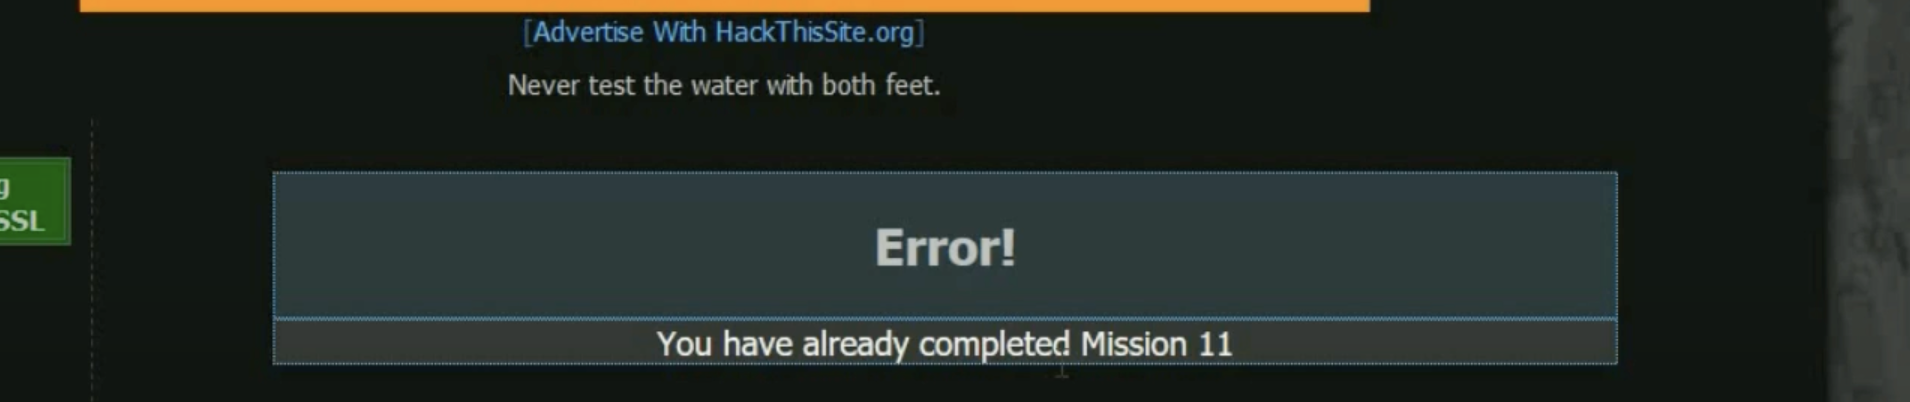 [Advertise With HackThisSite.org]
Never test the water with both feet.
g
SSL
Error!
You have already completed Mission 11